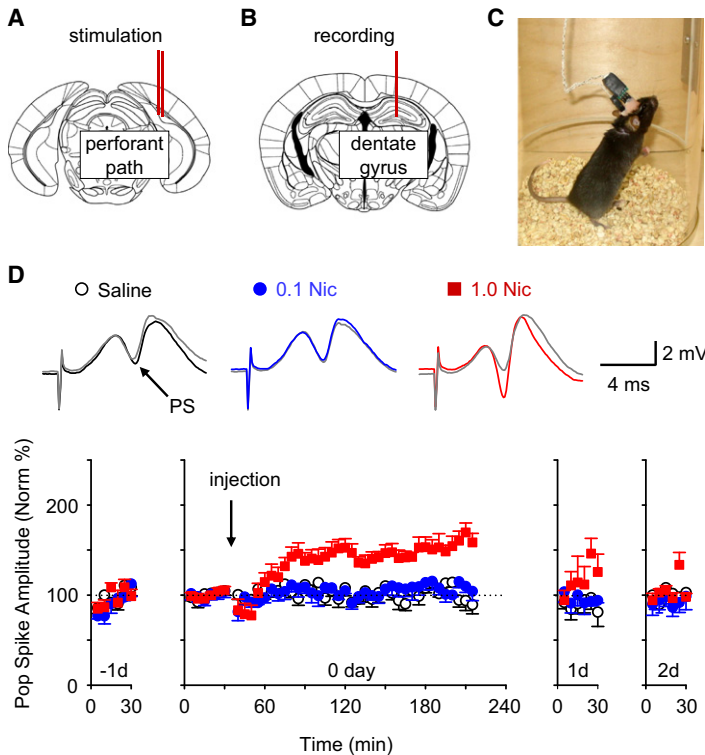 A
stimulation
perforant
path
B
recording
dentate
gyrus
C
D
Saline
0.1 Nic
1.0 Nic
PS
2 mV
4 ms
Pop Spike Amplitude (Norm %)
200
100
0
injection
-1d
0 day
1d
2d
0 30
0 60 120 180 240
0 30
0 30
Time (min)